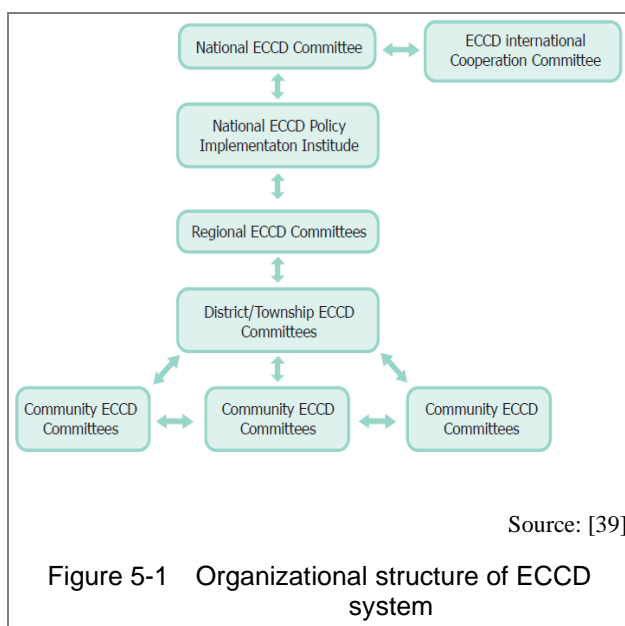 National ECCD Committee
ECCD international
Cooperation Committee
National ECCD Policy
Implementaton Institude
Regional ECCD Committees
District/Township ECCD
Committees
Community ECCD
Committees
Community ECCD
Committees
Community ECCD
Committees
Source: [39]
Figure 5-1 Organizational structure of ECCD
system